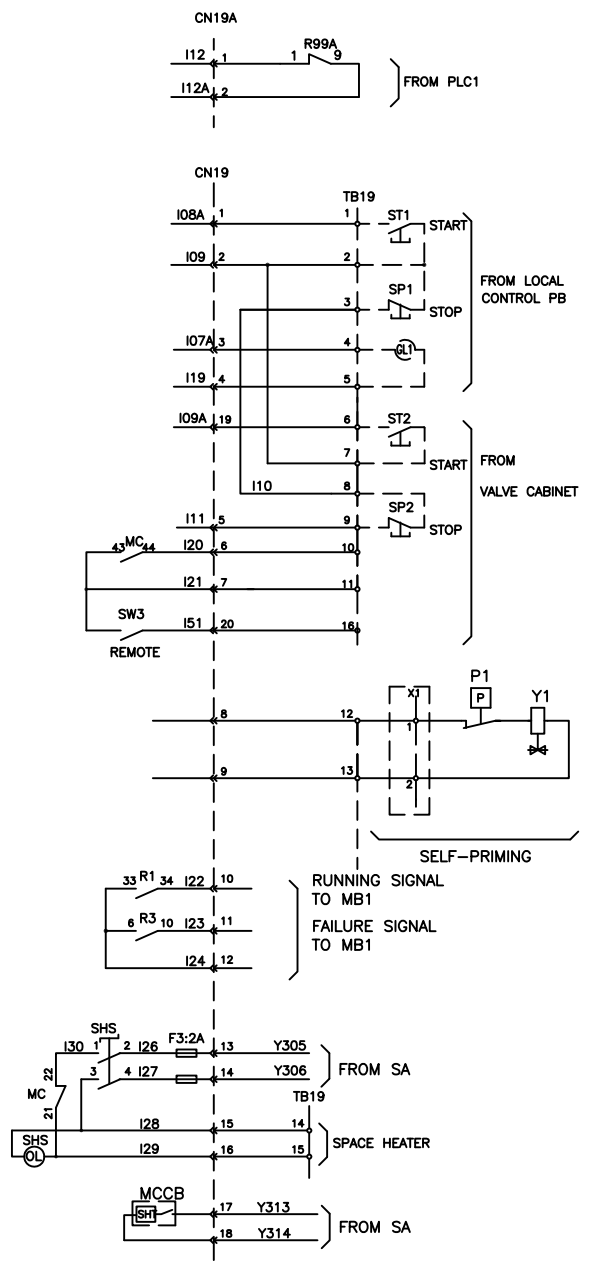 CN19A
I12 1 1 R99A 9
I12A 2
FROM PLC1
CN19
TB19
I08A 1 1 ST1 START
I09 2 2
FROM LOCAL
CONTROL PB
3 SP1 STOP
I07A 3 4 GL1
I19 4 5
I09A 19 6 ST2
7 START
FROM
VALVE CABINET
I10 8
I11 5 9 SP2 STOP
43 MC 44 I20 6 10
I21 7 11
SW3 I51 20 16
REMOTE
P1
P
Y1
X1
8 12 1
9 13 2
SELF-PRIMING
33 R1 34 I22 10
RUNNING SIGNAL
TO MB1
6 R3 10 I23 11
FAILURE SIGNAL
TO MB1
I24 12
SHS
I30 1 2 I26 F3:2A 13 Y305
3 4 I27 14 Y306
FROM SA
22
MC
21
TB19
I28 15 14
SPACE HEATER
SHS
OL
I29 16 15
MCCB
SHT 17 Y313
18 Y314
FROM SA